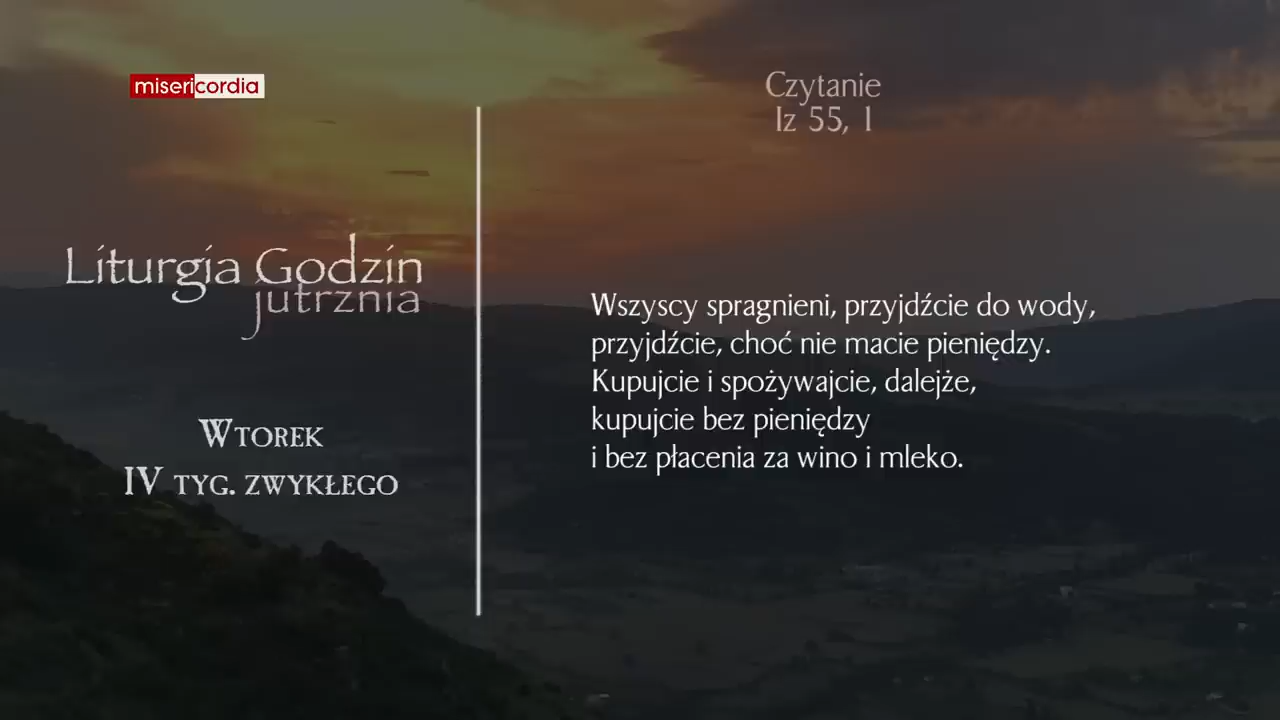 misericordia
Liturgia Godzin
jutrznia
Wtorek
IV tyg. zwykłego
Czytanie
Iz 55, 1
Wszyscy spragnieni, przyjdźcie do wody,
przyjdźcie, choć nie macie pieniędzy.
Kupujcie i spożywajcie, dalejże,
kupujcie bez pieniędzy
i bez płacenia za wino i mleko.